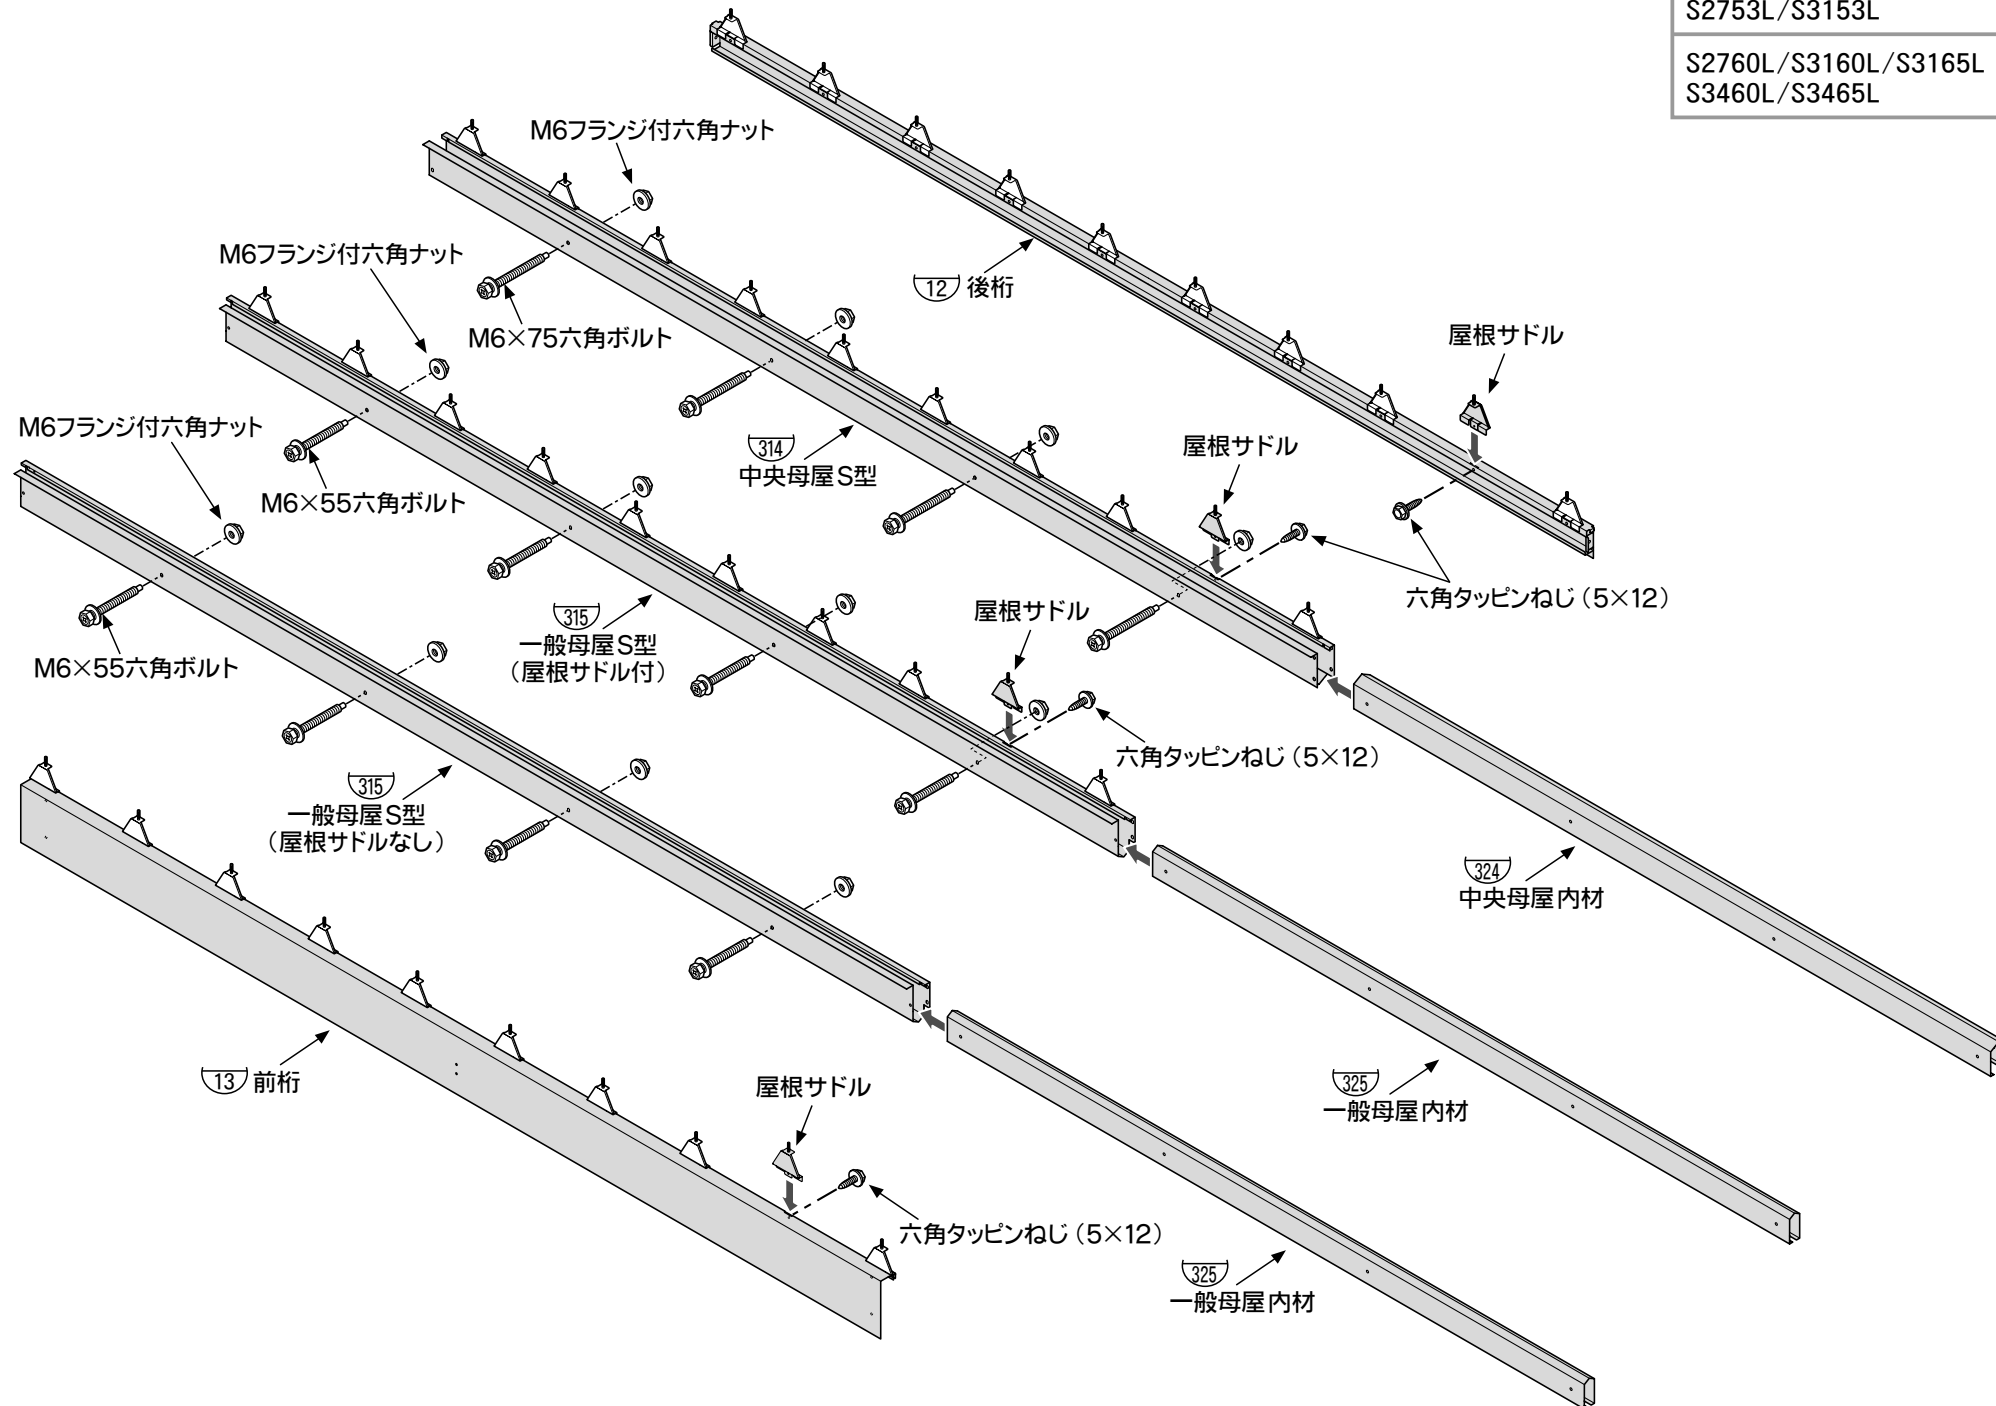 S2753L/S3153L
S2760L/S3160L/S3165L
S3460L/S3465L
M6フランジ付六角ナット
M6×75六角ボルト
12 後桁
屋根サドル
M6フランジ付六角ナット
M6×55六角ボルト
314
中央母屋S型
屋根サドル
六角タッピンねじ（5×12）
M6フランジ付六角ナット
M6×55六角ボルト
315
一般母屋S型
（屋根サドル付）
屋根サドル
六角タッピンねじ（5×12）
315
一般母屋S型
（屋根サドルなし）
324
中央母屋内材
13 前桁
屋根サドル
六角タッピンねじ（5×12）
325
一般母屋内材
325
一般母屋内材